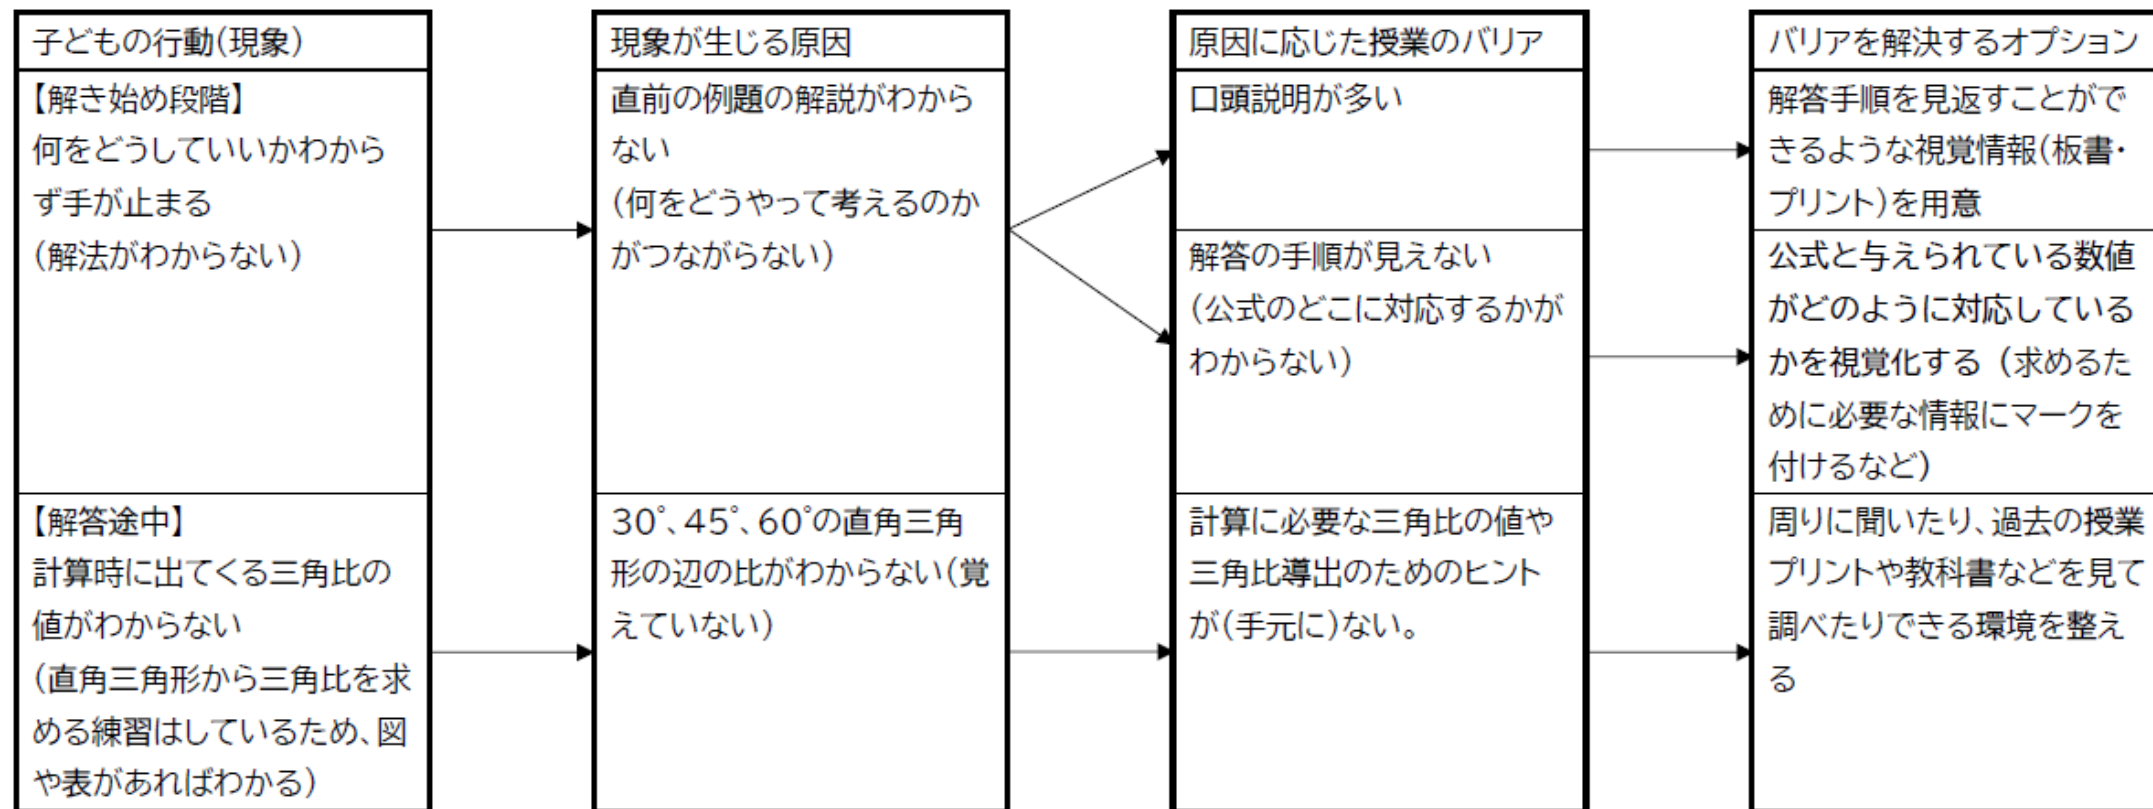 子どもの行動(現象)
【解き始め段階】
何をどうしていいかわから
ず手が止まる
(解法がわからない)
【解答途中】
計算時に出てくる三角比の
値がわからない
(直角三角形から三角比を求
める練習はしているため、図
や表があればわかる)
現象が生じる原因
直前の例題の解説がわから
ない
(何をどうやって考えるのか
がつながらない)
30°、45°、60°の直角三角
形の辺の比がわからない(覚
えていない)
原因に応じた授業のバリア
口頭説明が多い
解答の手順が見えない
(公式のどこに対応するかが
わからない)
計算に必要な三角比の値や
三角比導出のためのヒント
が(手元に)ない。
バリアを解決するオプション
解答手順を見返すことがで
きるような視覚情報(板書・
プリント)を用意
公式と与えられている数値
がどのように対応している
かを視覚化する (求めるた
めに必要な情報にマークを
付けるなど)
周りに聞いたり、過去の授業
プリントや教科書などを見て
調べたりできる環境を整え
る